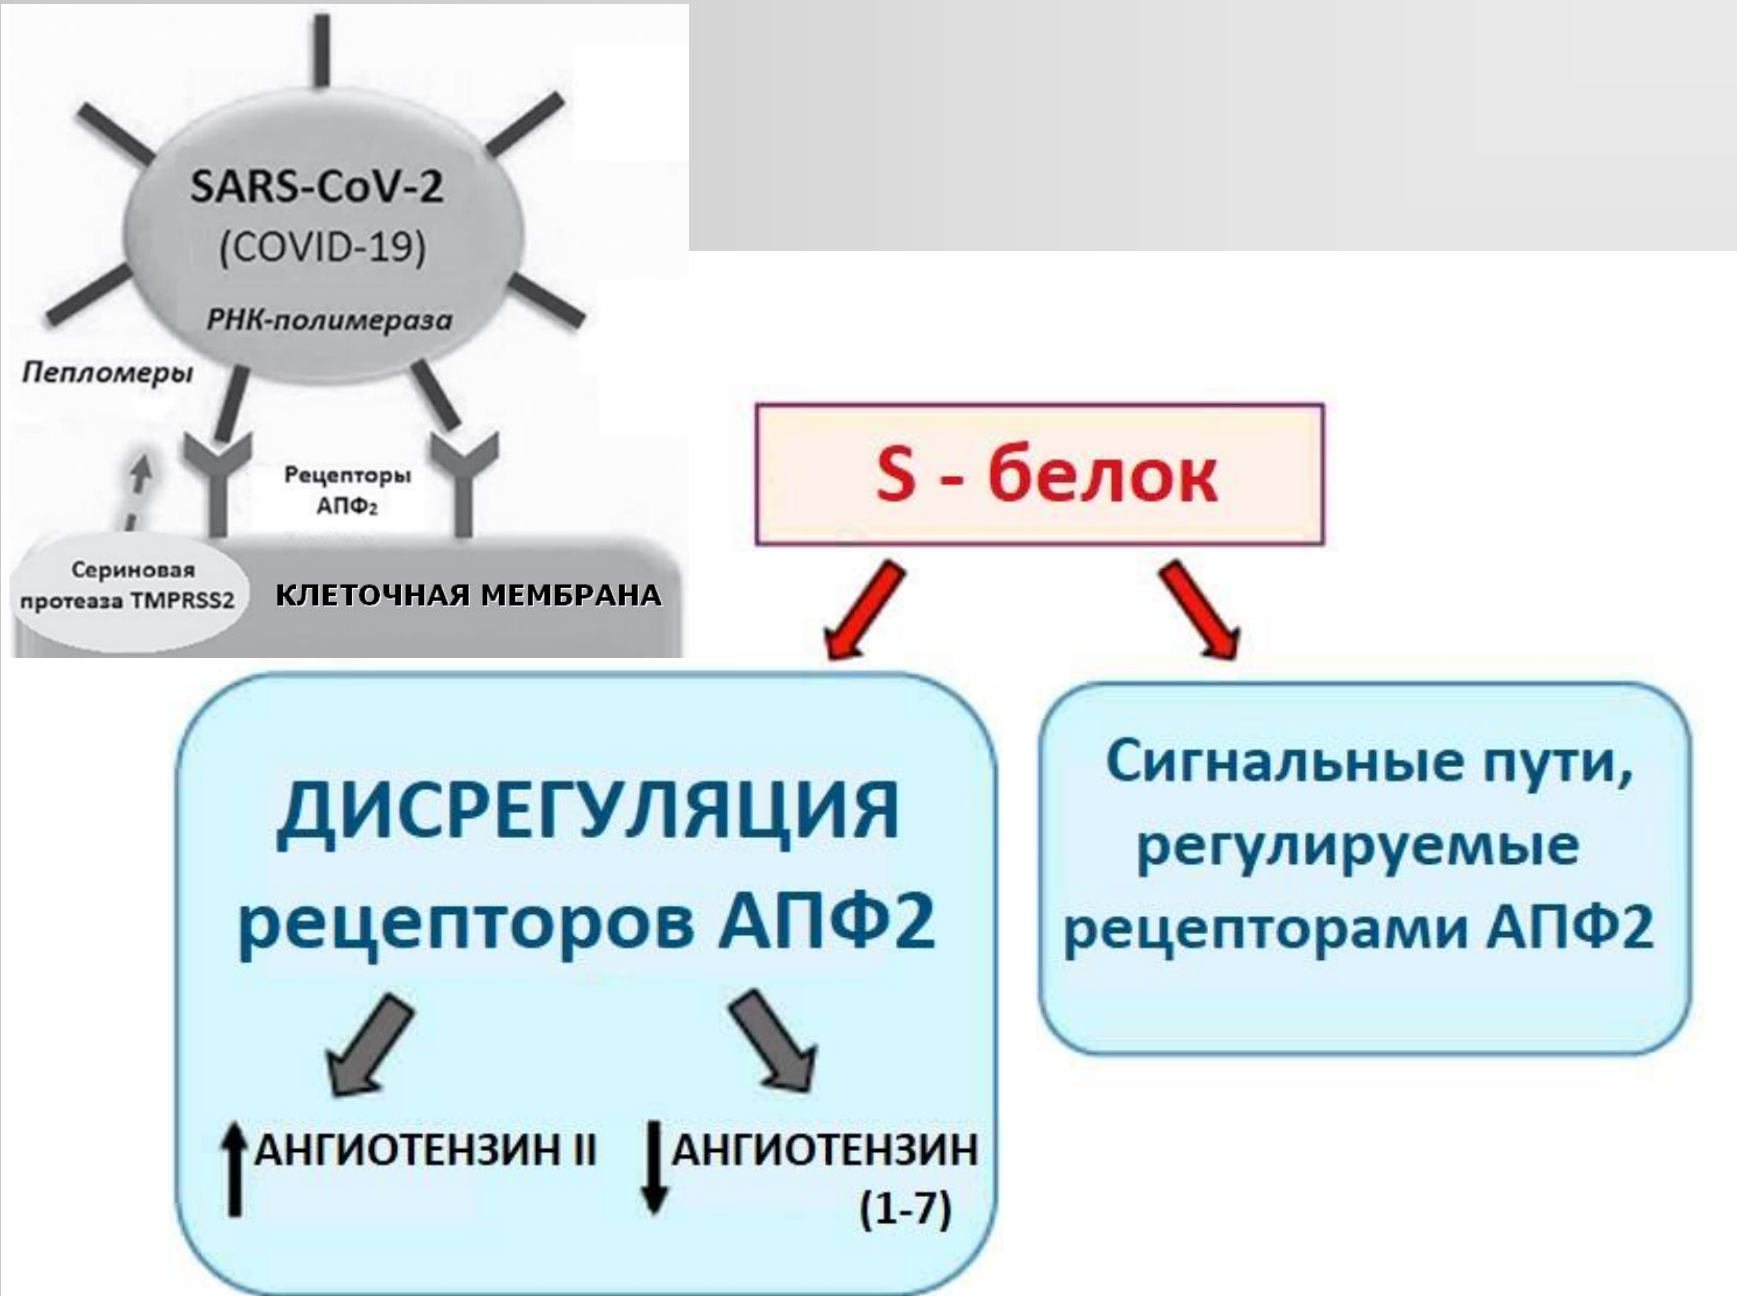 SARS-CoV-2
(COVID-19)
РНК-полимераза
Пепломеры
Рецепторы
АПФ2
Сериновая
протеаза TMPRSS2
КЛЕТОЧНАЯ МЕМБРАНА
S - белок
ДИСРЕГУЛЯЦИЯ
рецепторов АПФ2
АНГИОТЕНЗИН II
АНГИОТЕНЗИН
(1-7)
Сигнальные пути,
регулируемые
рецепторами АПФ2